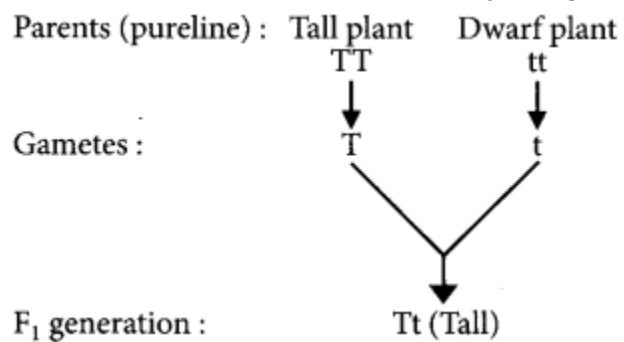 Parents (pureline) : Tall plant Dwarf plant
TT tt
Gametes : T t
F₁ generation : Tt (Tall)